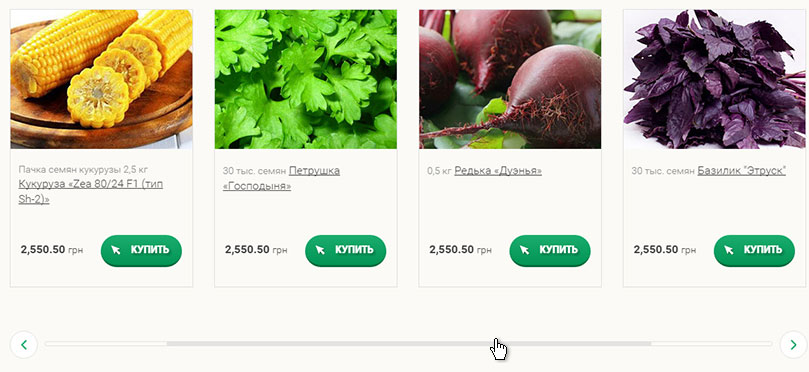 Пачка семян кукурузы 2,5 кг
Кукуруза «Zea 80/24 F1 (тип
Sh-2)»
2,550.50 грн КУПИТЬ
30 тыс. семян Петрушка
«Господыня»
2,550.50 грн КУПИТЬ
0,5 кг Редька «Дуэнья»
2,550.50 грн КУПИТЬ
30 тыс. семян Базилик "Этруск"
2,550.50 грн КУПИТЬ